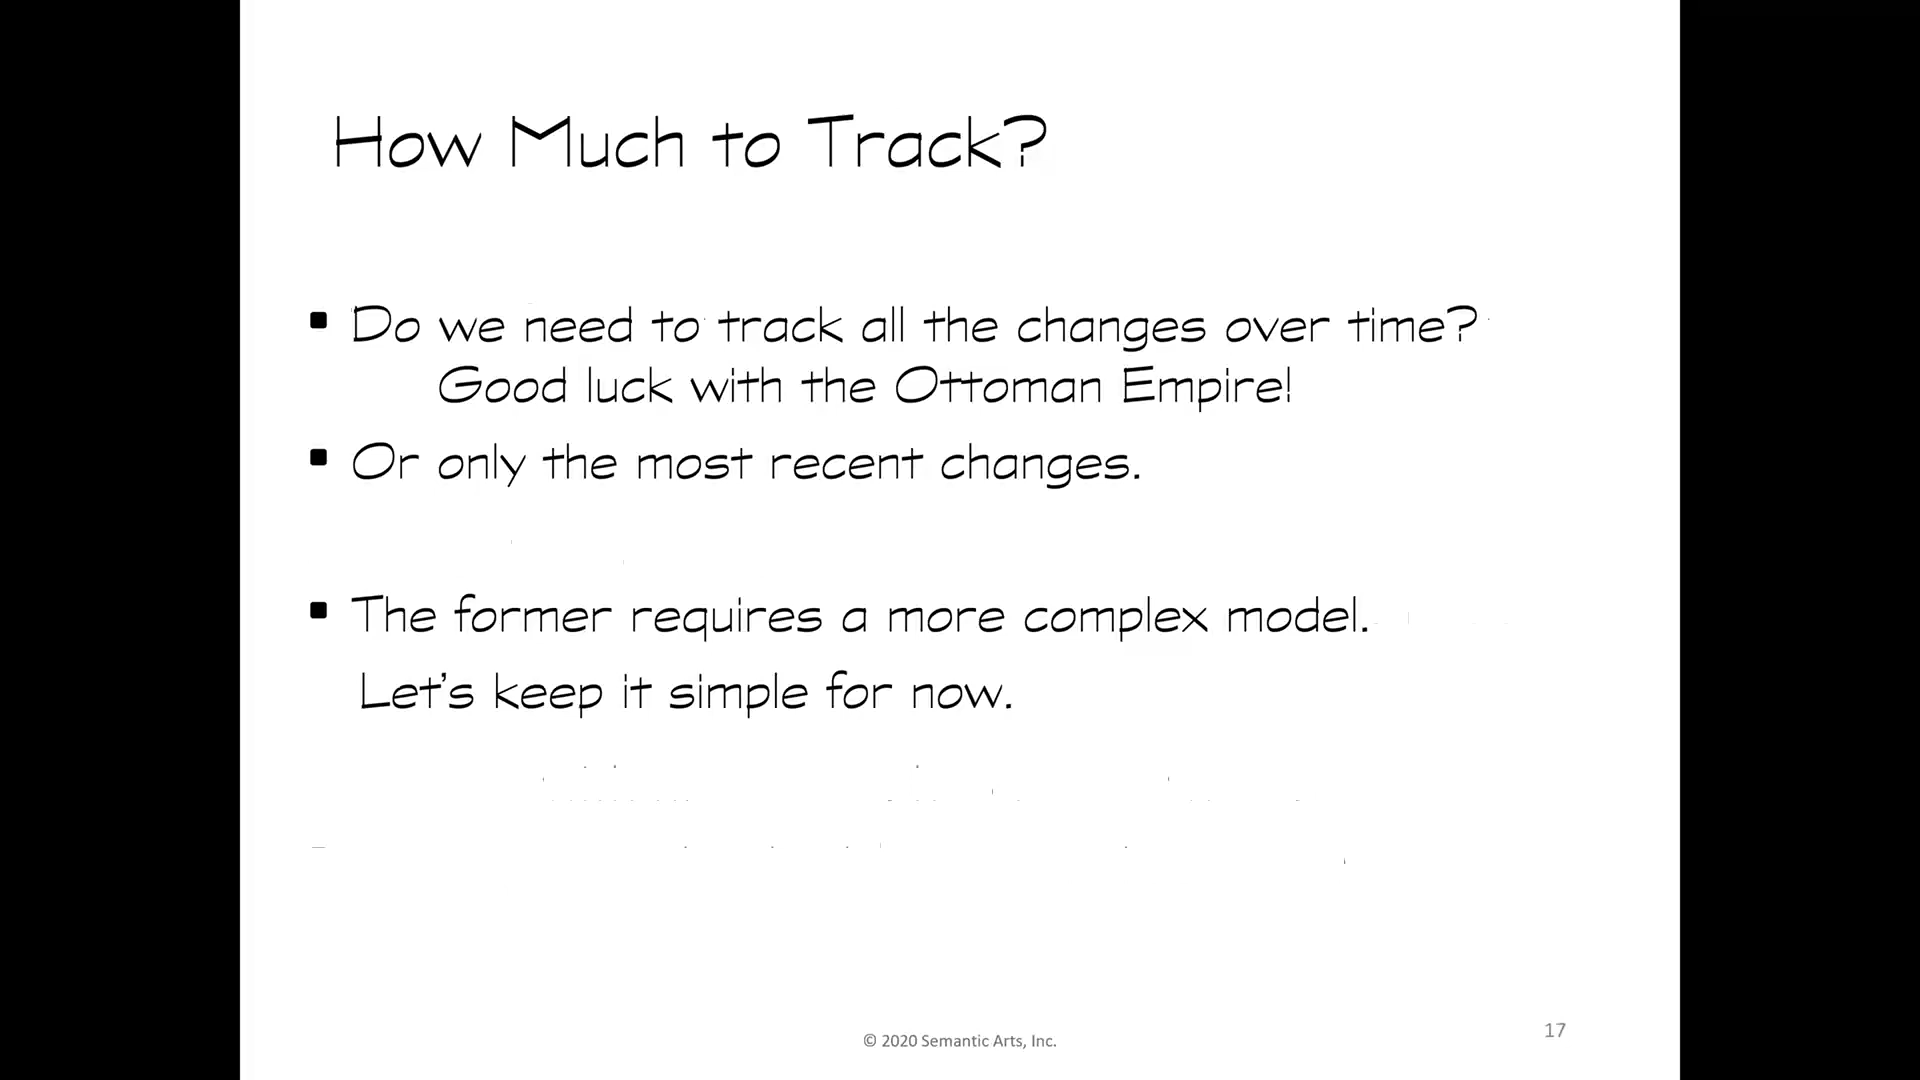 How Much to Track?
▪ Do we need to track all the changes over time?
Good luck with the Ottoman Empire!
▪ Or only the most recent changes.
▪ The former requires a more complex model.
Let's keep it simple for now.
© 2020 Semantic Arts, Inc.
17